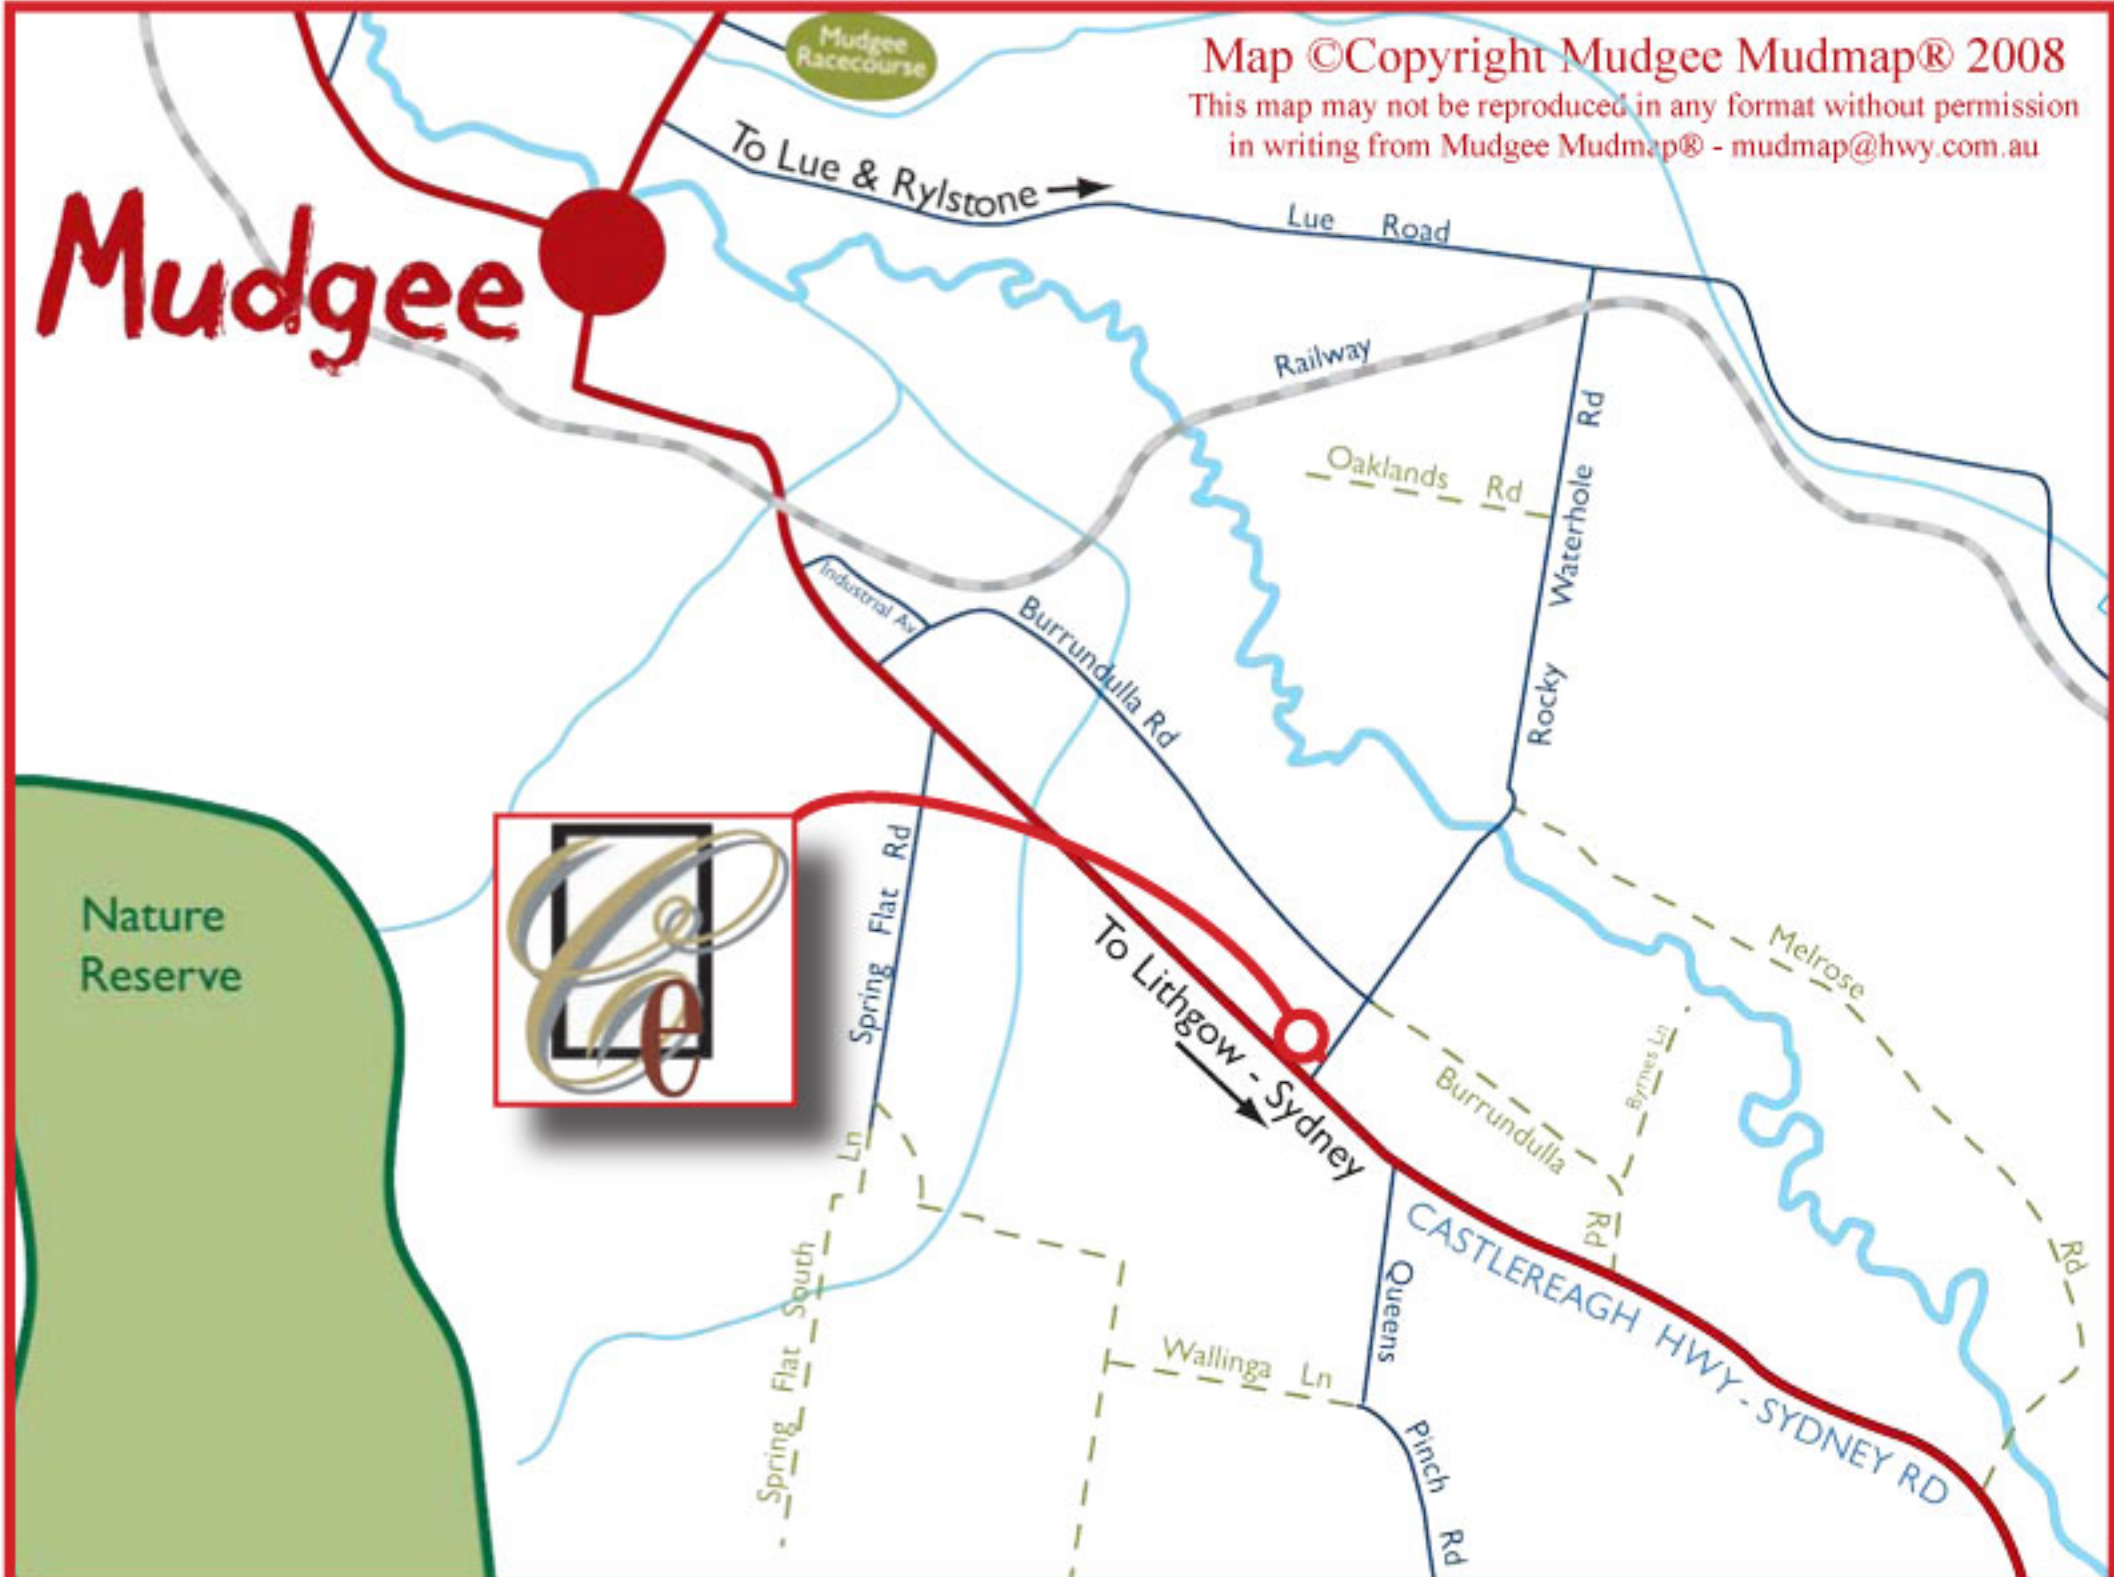 Mudgee
Racecourse
Map ©Copyright Mudgee Mudmap® 2008
This map may not be reproduced in any format without permission
in writing from Mudgee Mudmap® - mudmap@hwy.com.au
To Lue & Rylstone
Lue Road
Mudgee
Railway
Oaklands Rd
Rocky Waterhole Rd
Industrial Av
Burrundulla Rd
Nature
Reserve
Ce
Spring Flat Rd
To Lithgow - Sydney
Melrose Rd
Byrnes Ln
Burrundulla Rd
Spring Flat South Ln
CASTLEREAGH HWY - SYDNEY RD
Queens Pinch Rd
Wallinga Ln